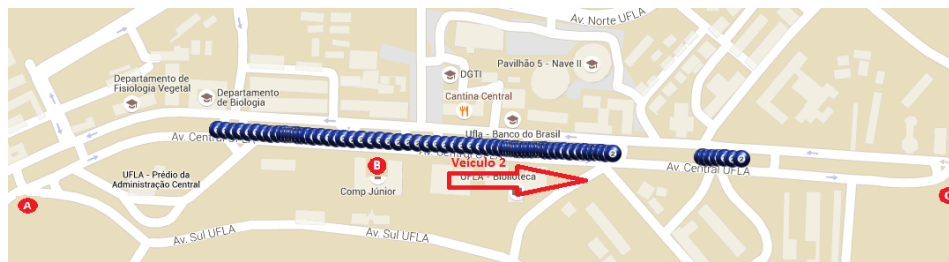 Av. Norte UFLA
Pavilhão 5 - Nave II
DGTI
Departamento de
Fisiologia Vegetal
Departamento
de Biologia
Cantina Central
Ufla - Banco do Brasil
Av. Central
Av. Central
Veículo 2
B
UFLA - Biblioteca
Av. Central UFLA
UFLA - Prédio da
Administração Central
Comp Júnior
A
C
Av. Sul UFLA
Av. Sul UFLA